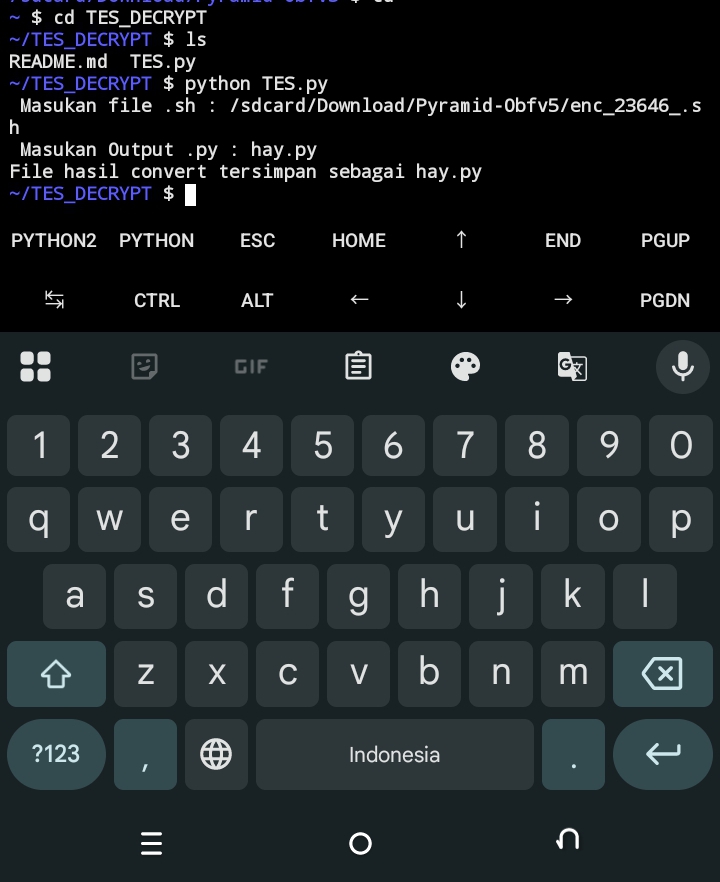 ~ $ cd TES_DECRYPT
~/TES_DECRYPT $ ls
README.md  TES.py
~/TES_DECRYPT $ python TES.py
 Masukan file .sh : /sdcard/Download/Pyramid-Obfv5/enc_23646_.s
h
 Masukan Output .py : hay.py
File hasil convert tersimpan sebagai hay.py
~/TES_DECRYPT $
PYTHON2 PYTHON ESC HOME ↑ END PGUP
↹ CTRL ALT ← ↓ → PGDN
GIF
1 2 3 4 5 6 7 8 9 0
q w e r t y u i o p
a s d f g h j k l
z x c v b n m
?123 , Indonesia .